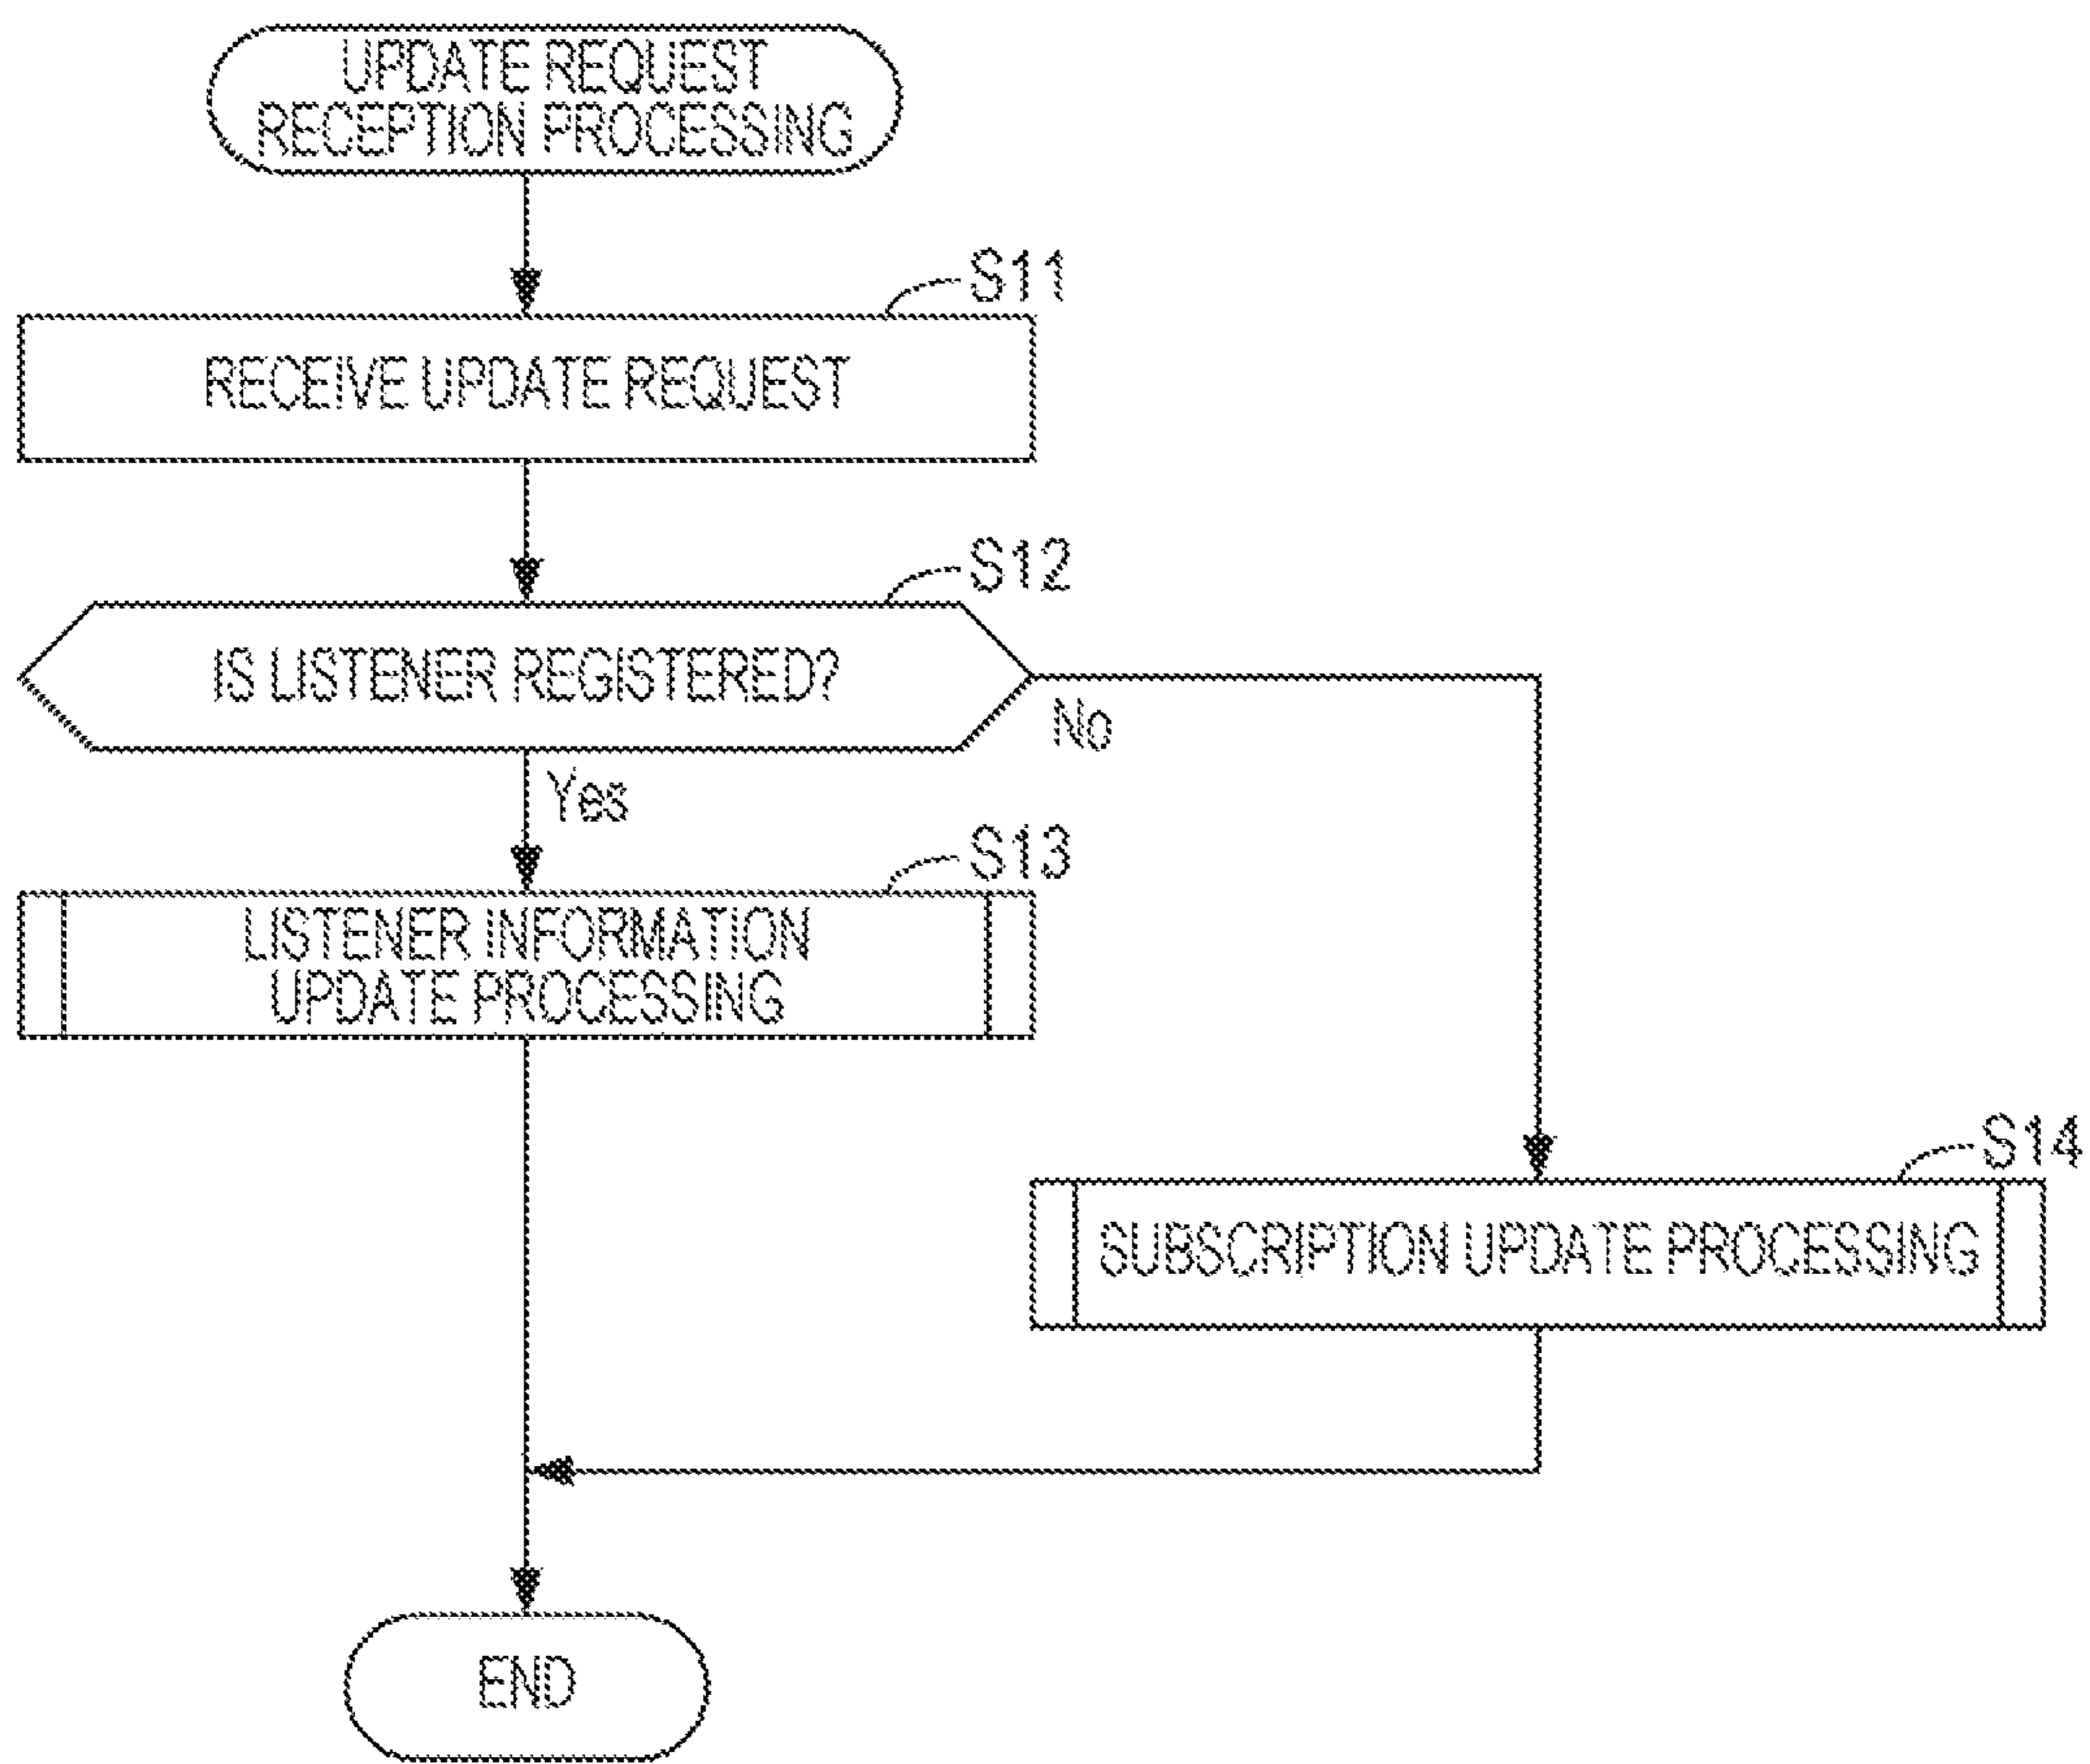 UPDATE REQUEST
RECEPTION PROCESSING
S11
RECEIVE UPDATE REQUEST
S12
IS LISTENER REGISTERED?
No
Yes
S13
LISTENER INFORMATION
UPDATE PROCESSING
S14
SUBSCRIPTION UPDATE PROCESSING
END